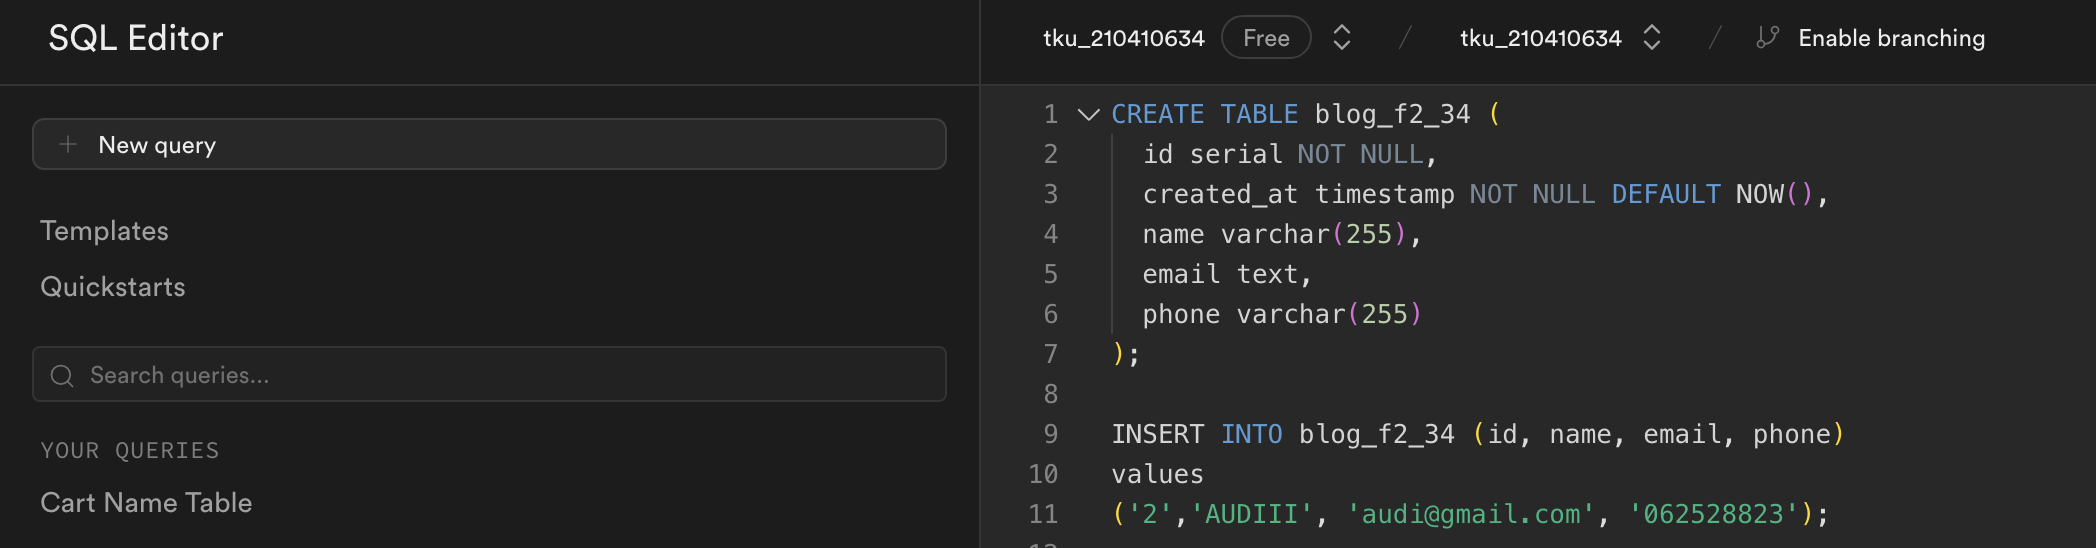 SQL Editor
tku_210410634 Free / tku_210410634 / Enable branching
New query
Templates
Quickstarts
Search queries...
YOUR QUERIES
Cart Name Table
1 CREATE TABLE blog_f2_34 (
2 id serial NOT NULL,
3 created_at timestamp NOT NULL DEFAULT NOW(),
4 name varchar(255),
5 email text,
6 phone varchar(255)
7 );
8
9 INSERT INTO blog_f2_34 (id, name, email, phone)
10 values
11 ('2','AUDIII', 'audi@gmail.com', '062528823');